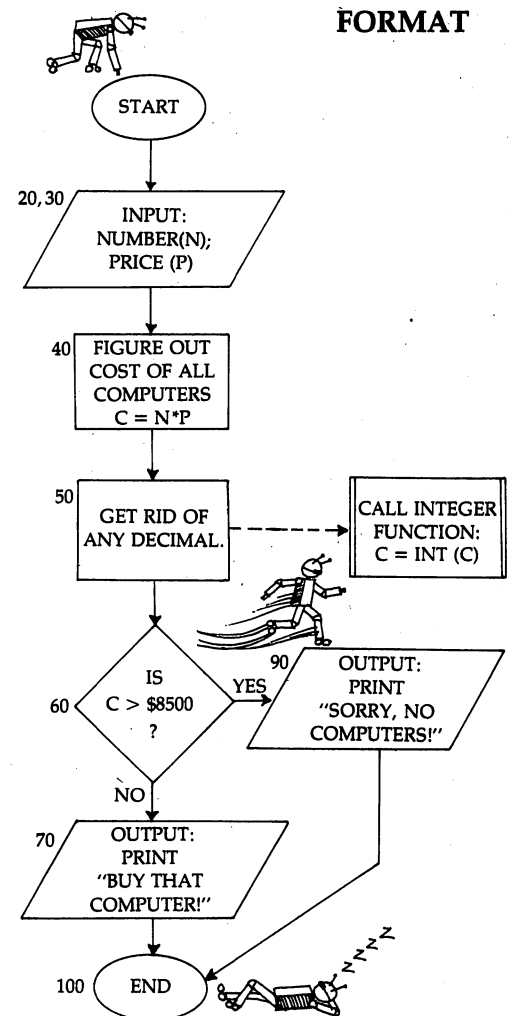 FORMAT
START
20, 30
INPUT:
NUMBER(N);
PRICE (P)
40
FIGURE OUT
COST OF ALL
COMPUTERS
C = N*P
50
GET RID OF
ANY DECIMAL.
CALL INTEGER
FUNCTION:
C = INT (C)
60
IS
C > $8500
?
YES
90
OUTPUT:
PRINT
"SORRY, NO
COMPUTERS!"
NO
70
OUTPUT:
PRINT
"BUY THAT
COMPUTER!"
Z Z Z Z
100
END